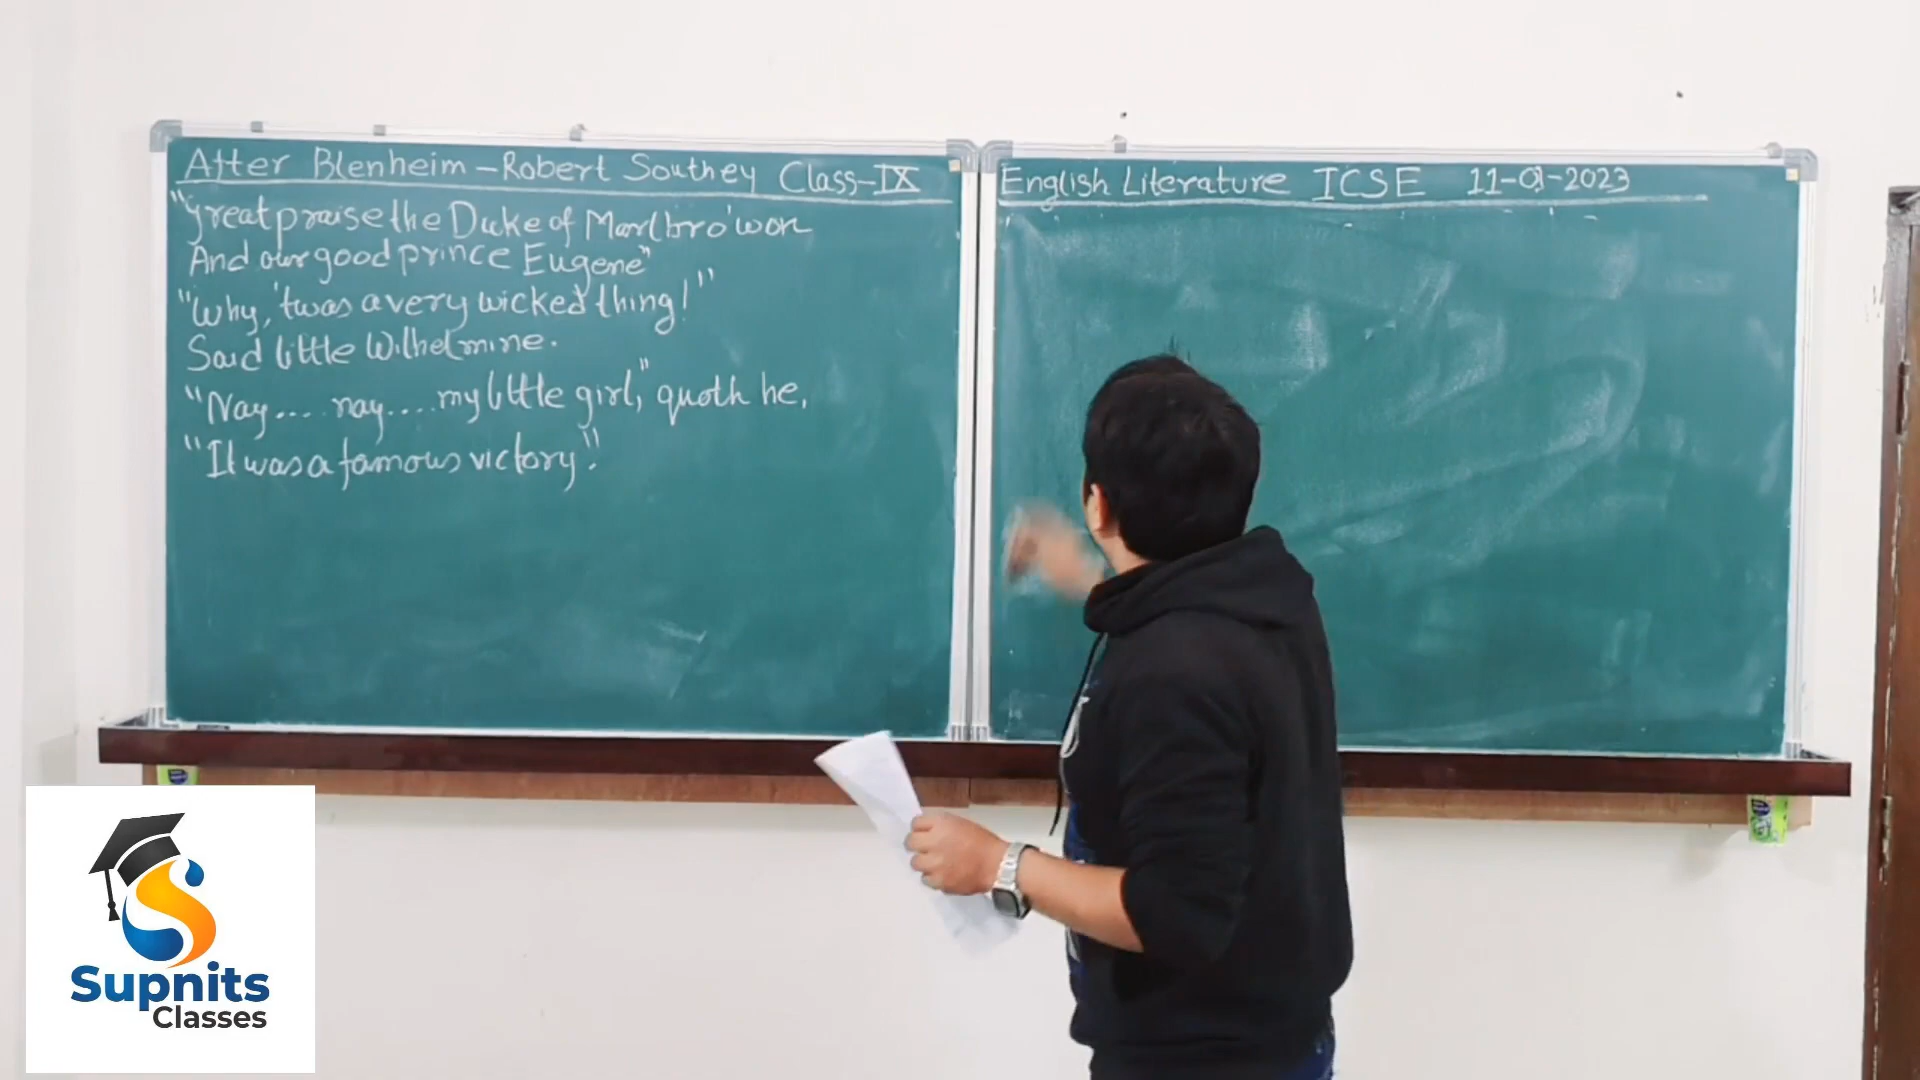 After Blenheim - Robert Southey Class-IX
"Great praise the Duke of Marlbro' won
And our good prince Eugene"
"Why, 'twas a very wicked thing!"
Said little Wilhelmine.
"Nay.... nay.... my little girl," quoth he,
"It was a famous victory."
English Literature ICSE 11-01-2023
Supnits
Classes